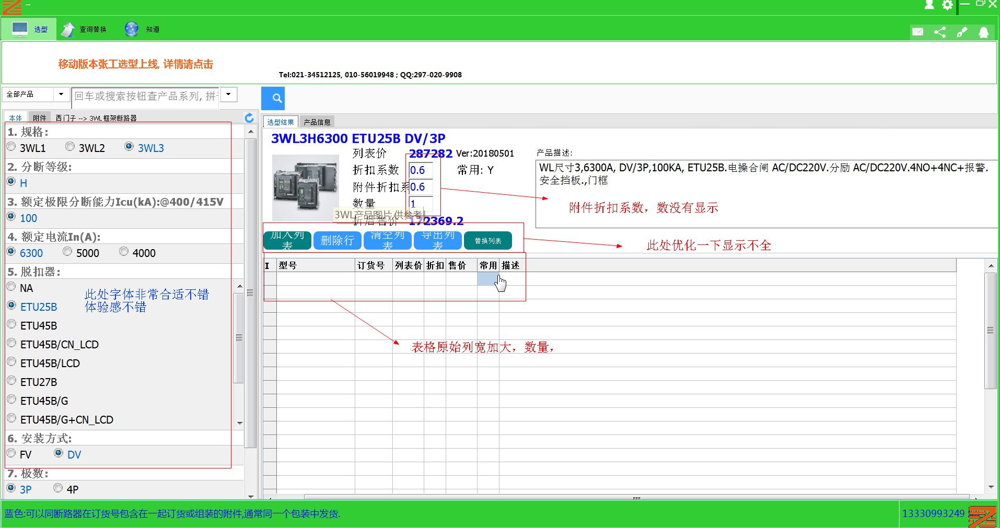 选型
查询替换
知道
移动版本张工选型上线, 详情请点击
Tel:021-34512125, 010-56019948 ; QQ:297-020-9908
全部产品
回车或搜索按钮查产品系列, 拼
本体
附件
西门子 --> 3WL 框架断路器
1. 规格:
3WL1
3WL2
3WL3
2. 分断等级:
H
3. 额定极限分断能力Icu(kA):@400/415V
100
4. 额定电流In(A):
6300
5000
4000
5. 脱扣器:
NA
ETU25B
ETU45B
ETU45B/CN_LCD
ETU45B/LCD
ETU27B
ETU45B/G
ETU45B/G+CN_LCD
此处字体非常合适不错
体验感不错
6. 安装方式:
FV
DV
7. 极数:
3P
4P
选型结果
产品信息
3WL3H6300 ETU25B DV/3P
列表价
287282
Ver:20180501
折扣系数
0.6
常用: Y
附件折扣系
0.6
数量
1
3WL产品图片,供参考
折后售价
172369.2
产品描述:
WL尺寸3,6300A, DV/3P,100KA, ETU25B.电操合闸 AC/DC220V.分励 AC/DC220V.4NO+4NC+报警.
安全挡板.,门框
附件折扣系数，数没有显示
加入列
表
删除行
清空列
表
导出列
表
替换列表
此处优化一下显示不全
I
型号
订货号
列表价
折扣
售价
常用
描述
表格原始列宽加大，数量，
蓝色:可以同断路器在订货号包含在一起订货或组装的附件,通常同一个包装中发货.
13330993249